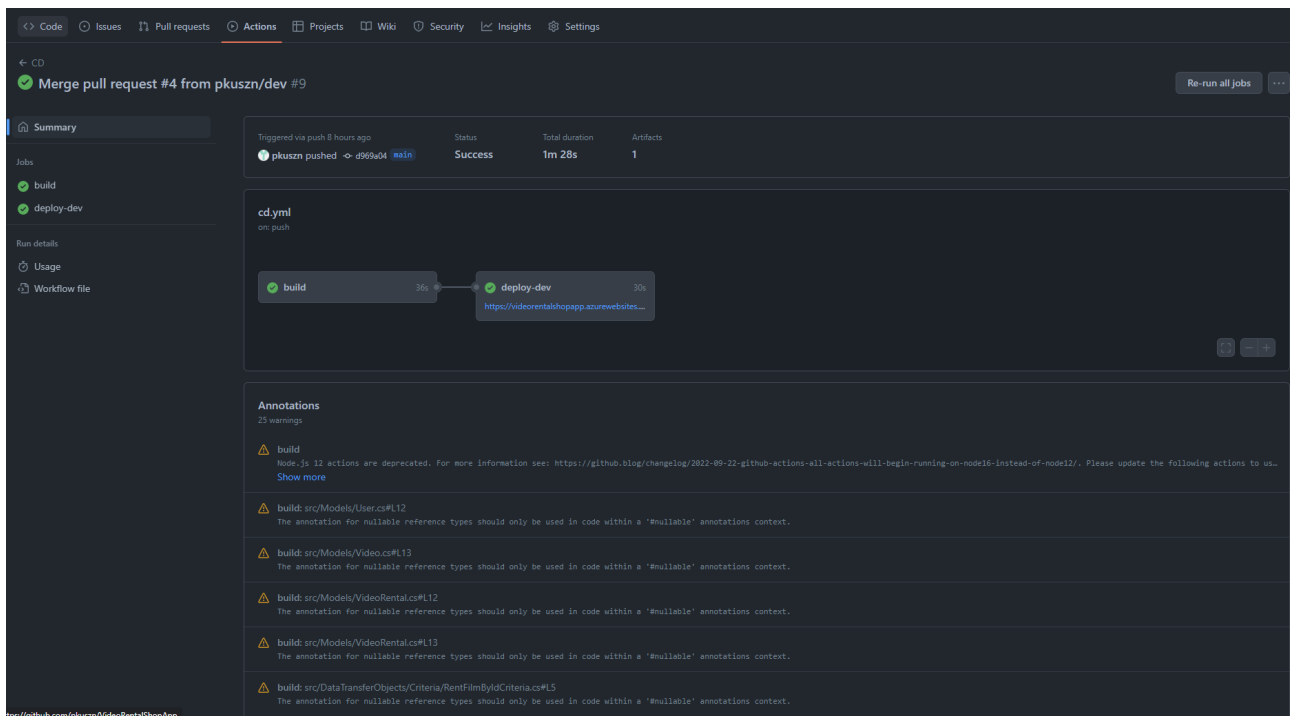 Code Issues Pull requests Actions Projects Wiki Security Insights Settings
CD
Merge pull request #4 from pkuszn/dev #9
Re-run all jobs
Summary
Jobs
build
deploy-dev
Run details
Usage
Workflow file
Triggered via push 8 hours ago
pkuszn pushed d969a04 main
Status
Success
Total duration
1m 28s
Artifacts
1
cd.yml
on: push
build 36s
deploy-dev 30s
https://videorentalshopapp.azurewebsites....
Annotations
25 warnings
build
Node.js 12 actions are deprecated. For more information see: https://github.blog/changelog/2022-09-22-github-actions-all-actions-will-begin-running-on-node16-instead-of-node12/. Please update the following actions to us…
Show more
build: src/Models/User.cs#L12
The annotation for nullable reference types should only be used in code within a '#nullable' annotations context.
build: src/Models/Video.cs#L13
The annotation for nullable reference types should only be used in code within a '#nullable' annotations context.
build: src/Models/VideoRental.cs#L12
The annotation for nullable reference types should only be used in code within a '#nullable' annotations context.
build: src/Models/VideoRental.cs#L13
The annotation for nullable reference types should only be used in code within a '#nullable' annotations context.
build: src/DataTransferObjects/Criteria/RentFilmByIdCriteria.cs#L5
The annotation for nullable reference types should only be used in code within a '#nullable' annotations context.